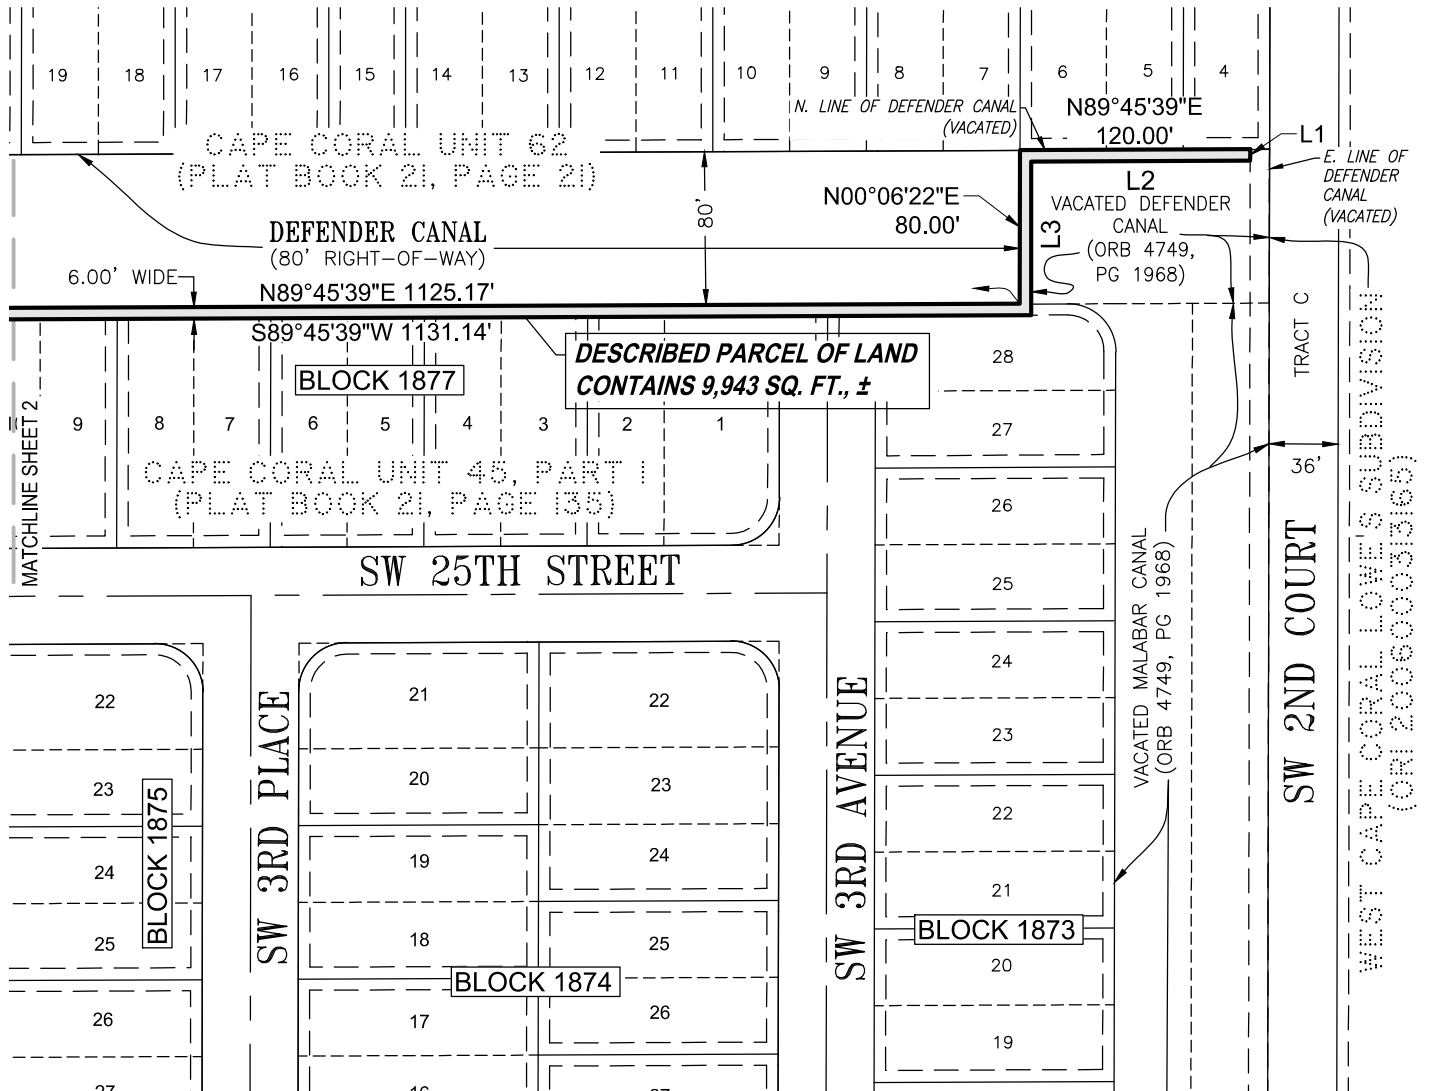 19
18
17
16
15
14
13
12
11
10
9
8
7
6
5
4
N. LINE OF DEFENDER CANAL
(VACATED)
N89°45'39"E
120.00'
L1
E. LINE OF
DEFENDER
CANAL
(VACATED)
CAPE CORAL UNIT 62
(PLAT BOOK 21, PAGE 21)
80'
N00°06'22"E
80.00'
L3
L2
VACATED DEFENDER
CANAL
(ORB 4749,
PG 1968)
DEFENDER CANAL
(80' RIGHT-OF-WAY)
6.00' WIDE
N89°45'39"E 1125.17'
S89°45'39"W 1131.14'
DESCRIBED PARCEL OF LAND
CONTAINS 9,943 SQ. FT., ±
BLOCK 1877
MATCHLINE SHEET 2
9
8
7
6
5
4
3
2
1
CAPE CORAL UNIT 45, PART 1
(PLAT BOOK 21, PAGE 135)
SW 25TH STREET
28
27
26
25
24
23
22
21
BLOCK 1873
20
19
TRACT C
36'
SW 2ND COURT
WEST CAPE CORAL LOWE'S SUBDIVISION
(ORI 2006000313165)
VACATED MALABAR CANAL
(ORB 4749, PG 1968)
SW 3RD AVENUE
SW 3RD PLACE
22
23
24
25
26
27
BLOCK 1875
21
20
19
18
17
16
BLOCK 1874
22
23
24
25
26
27